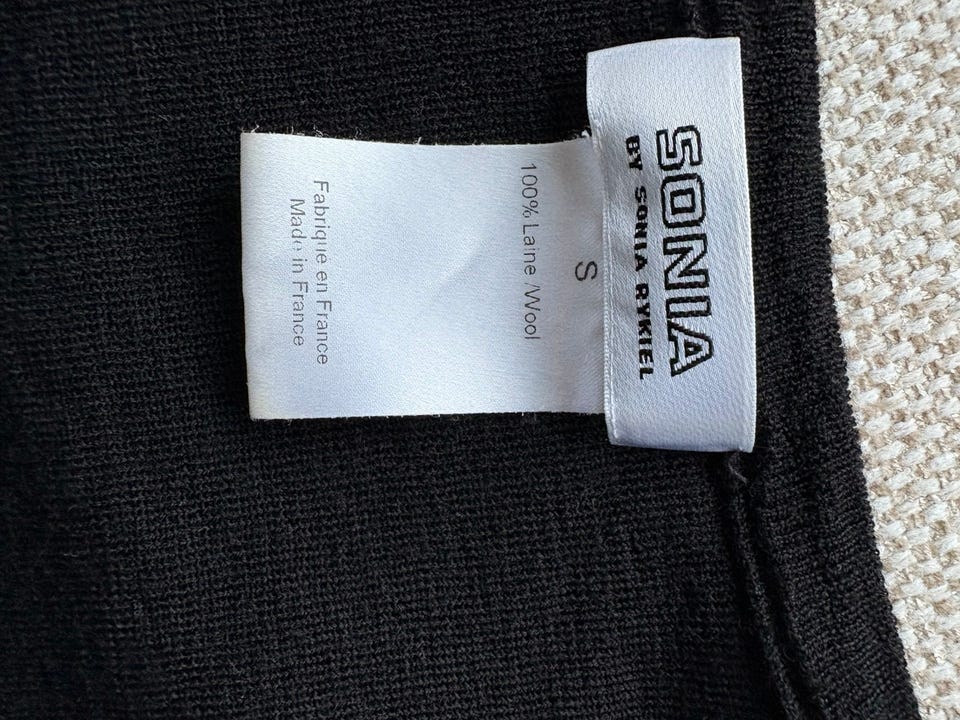 SONIA
BY SONIA RYKIEL
S
100% Laine /Wool
Fabriqué en France
Made in France